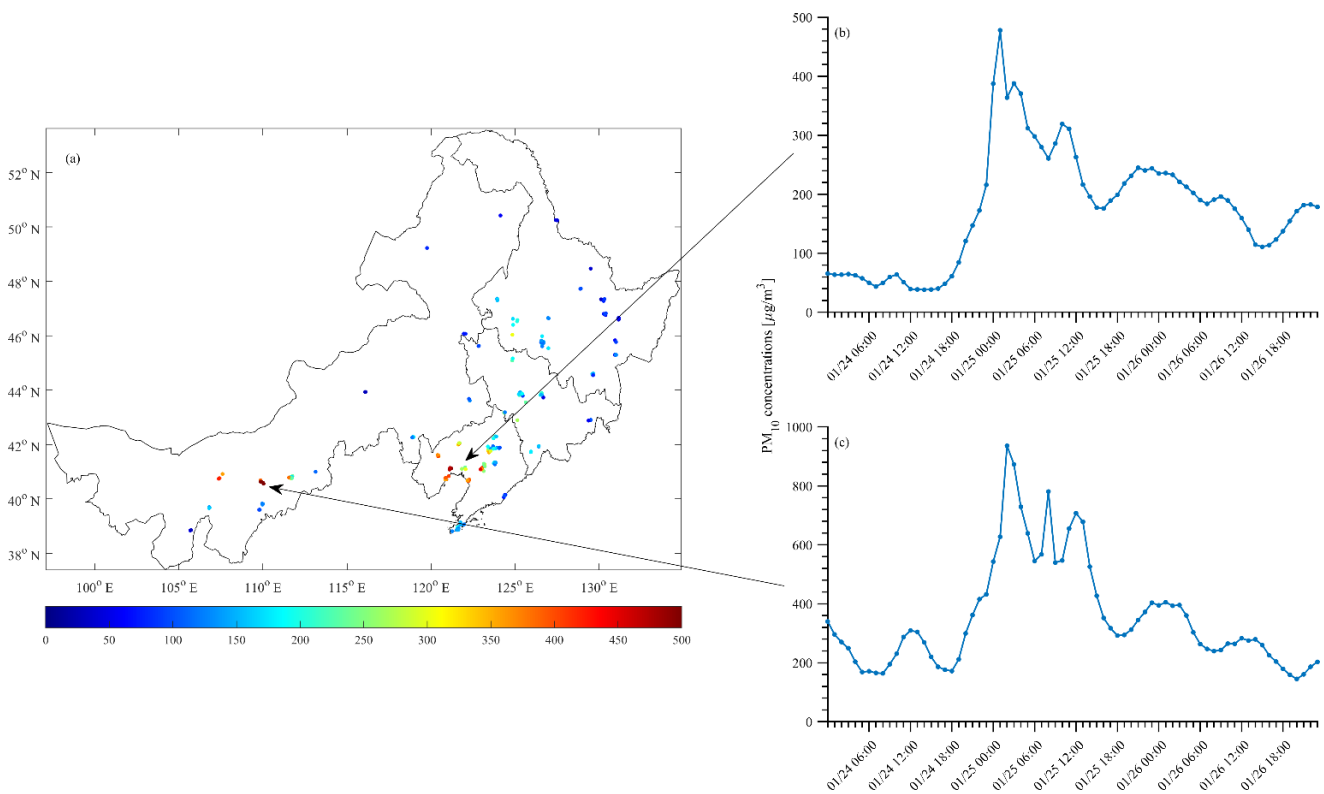 (a)
52° N
50° N
48° N
46° N
44° N
42° N
40° N
38° N
100° E
105° E
110° E
115° E
120° E
125° E
130° E
0
50
100
150
200
250
300
350
400
450
500
(b)
500
400
300
200
100
0
01/24 06:00
01/24 12:00
01/24 18:00
01/25 00:00
01/25 06:00
01/25 12:00
01/25 18:00
01/26 00:00
01/26 06:00
01/26 12:00
01/26 18:00
PM10 concentrations [μg/m³]
(c)
1000
800
600
400
200
0
01/24 06:00
01/24 12:00
01/24 18:00
01/25 00:00
01/25 06:00
01/25 12:00
01/25 18:00
01/26 00:00
01/26 06:00
01/26 12:00
01/26 18:00